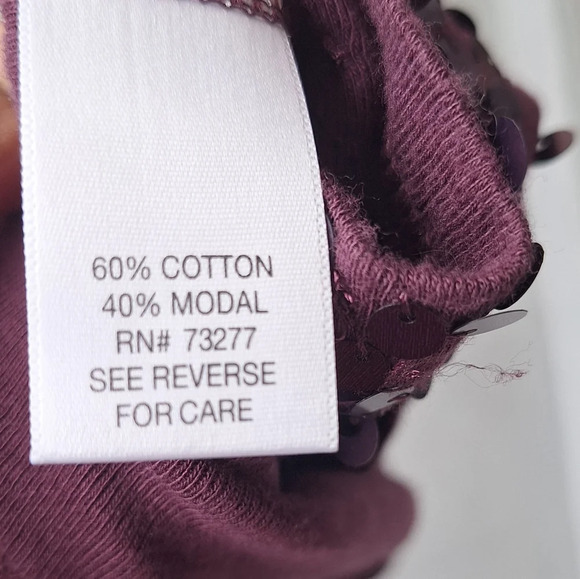 60% COTTON
40% MODAL
RN# 73277
SEE REVERSE
FOR CARE